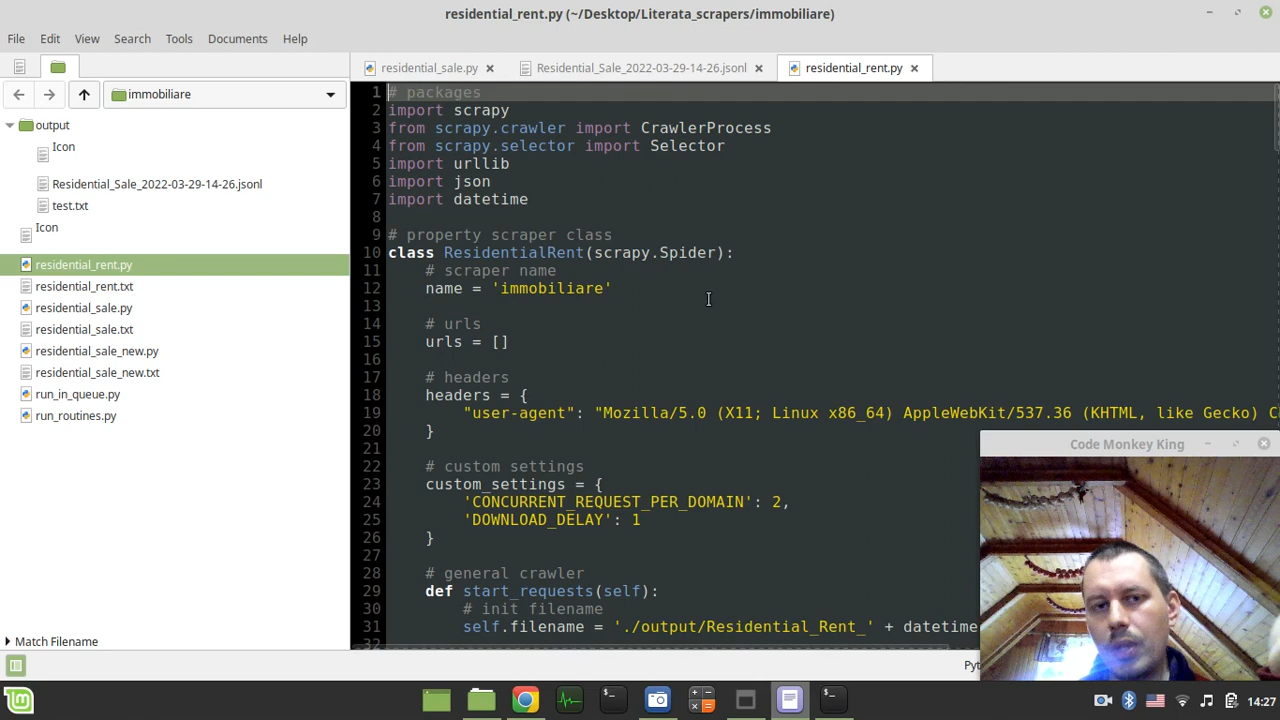 residential_rent.py (~/Desktop/Literata_scrapers/immobiliare)
File Edit View Search Tools Documents Help
residential_sale.py
Residential_Sale_2022-03-29-14-26.jsonl
residential_rent.py
immobiliare
output
Icon
Residential_Sale_2022-03-29-14-26.jsonl
test.txt
Icon
residential_rent.py
residential_rent.txt
residential_sale.py
residential_sale.txt
residential_sale_new.py
residential_sale_new.txt
run_in_queue.py
run_routines.py
Match Filename
1 # packages
2 import scrapy
3 from scrapy.crawler import CrawlerProcess
4 from scrapy.selector import Selector
5 import urllib
6 import json
7 import datetime
8
9 # property scraper class
10 class ResidentialRent(scrapy.Spider):
11 # scraper name
12 name = 'immobiliare'
13
14 # urls
15 urls = []
16
17 # headers
18 headers = {
19 "user-agent": "Mozilla/5.0 (X11; Linux x86_64) AppleWebKit/537.36 (KHTML, like Gecko) C
20 }
21
22 # custom settings
23 custom_settings = {
24 'CONCURRENT_REQUEST_PER_DOMAIN': 2,
25 'DOWNLOAD_DELAY': 1
26 }
27
28 # general crawler
29 def start_requests(self):
30 # init filename
31 self.filename = './output/Residential_Rent_' + datetime
32
Code Monkey King
Pyt
14:27